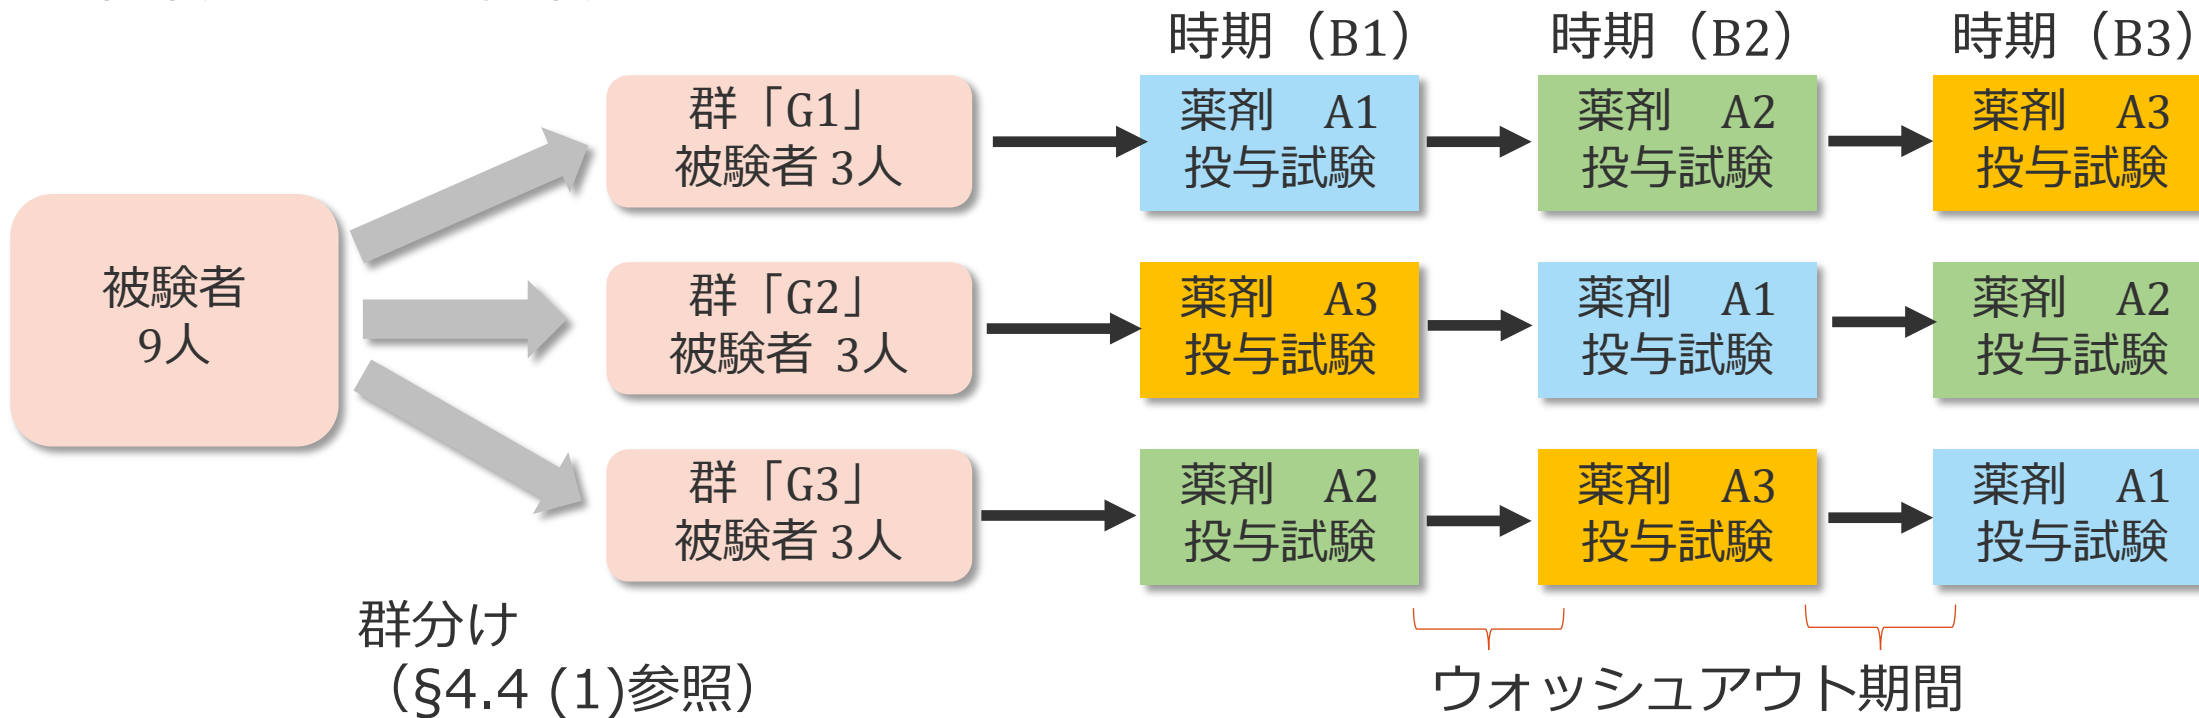 時期（B1）
時期（B2）
時期（B3）
被験者
9人
群「G1」
被験者 3人
薬剤　A1
投与試験
薬剤　A2
投与試験
薬剤　A3
投与試験
群「G2」
被験者 3人
薬剤　A3
投与試験
薬剤　A1
投与試験
薬剤　A2
投与試験
群「G3」
被験者 3人
薬剤　A2
投与試験
薬剤　A3
投与試験
薬剤　A1
投与試験
群分け
（§4.4 (1)参照）
ウォッシュアウト期間